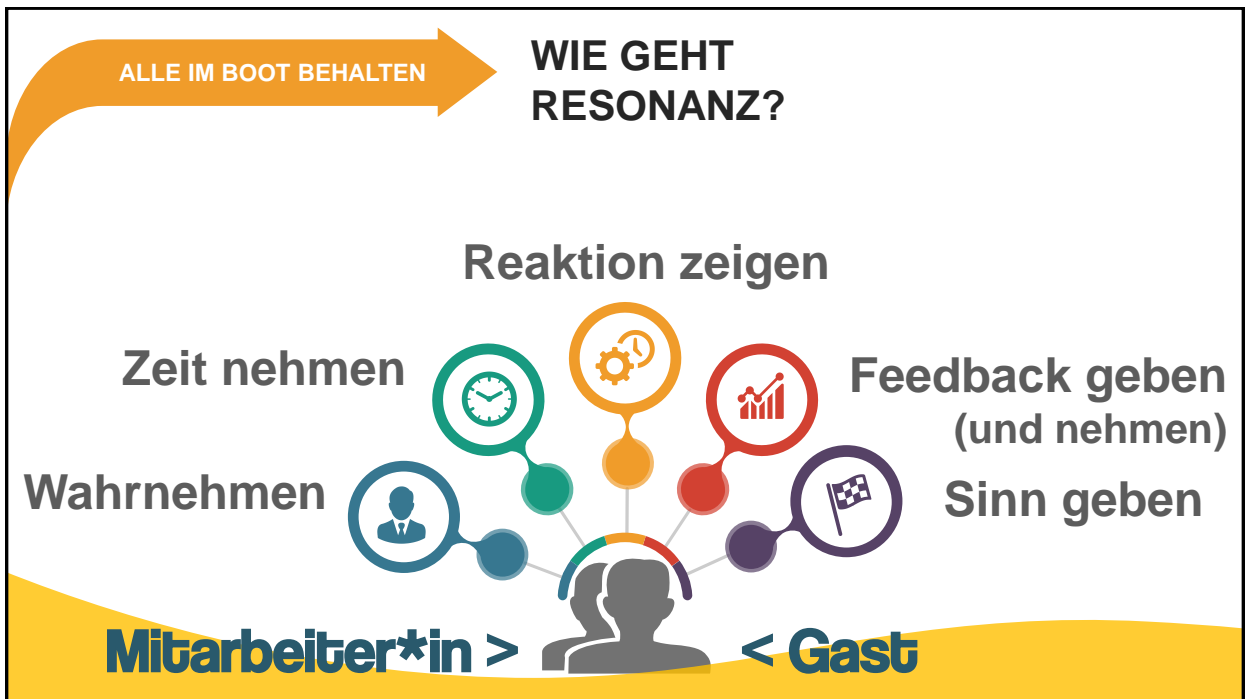 ALLE IM BOOT BEHALTEN
WIE GEHT
RESONANZ?
Reaktion zeigen
Zeit nehmen
Feedback geben
(und nehmen)
Wahrnehmen
Sinn geben
Mitarbeiter*in >
< Gast